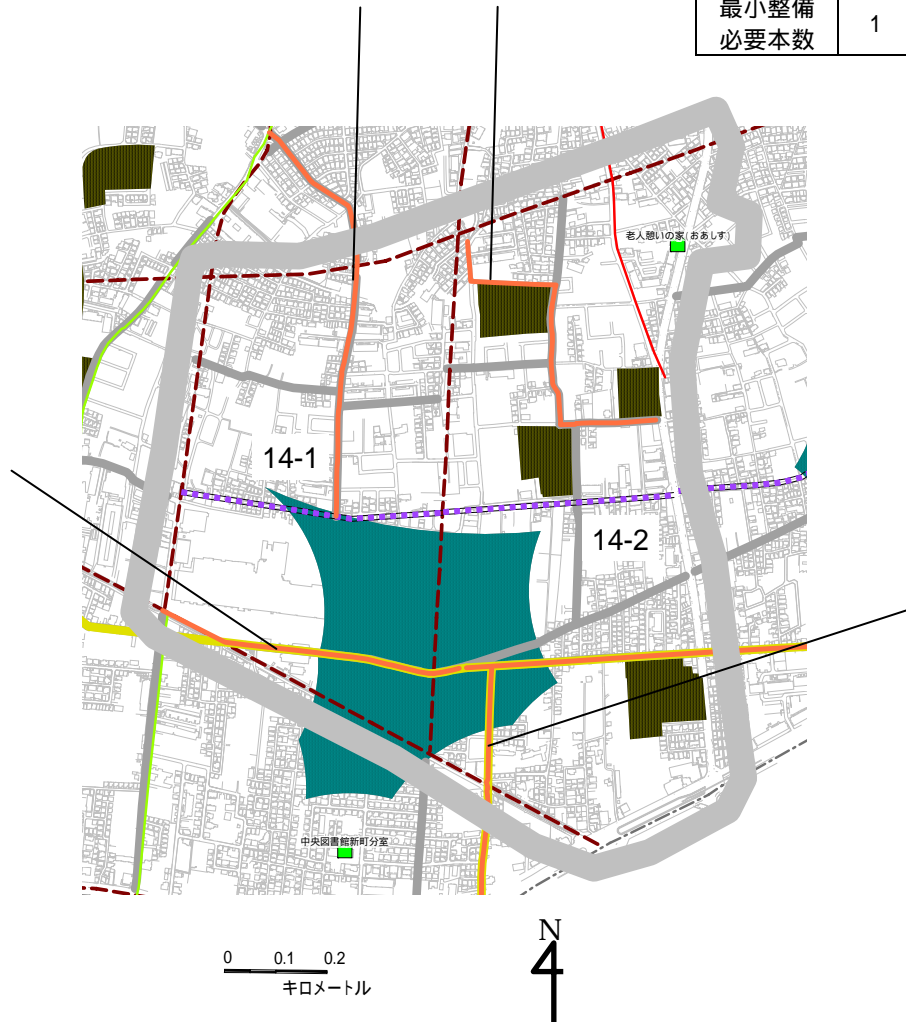 最小整備
必要本数
1
老人憩いの家(おあしす)
14-1
14-2
中央図書館新町分室
N
0 0.1 0.2
キロメートル